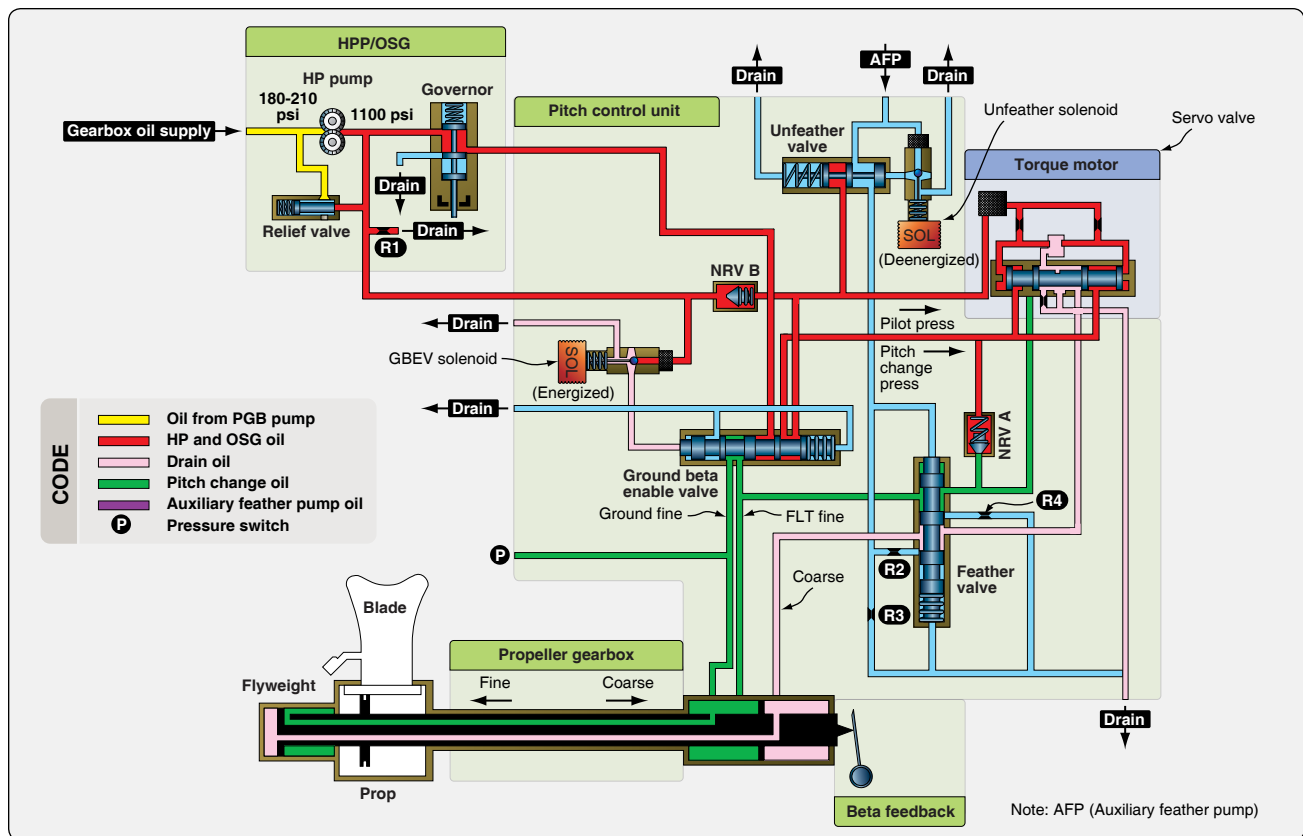 HPP/OSG
HP pump
180-210
psi
1100 psi
Governor
Gearbox oil supply
Drain
Relief valve
R1
Drain
Pitch control unit
Drain
AFP
Drain
Unfeather
valve
Unfeather solenoid
Servo valve
Torque motor
SOL
(Deenergized)
NRV B
Drain
Pilot press
GBEV solenoid
SOL
(Energized)
Pitch
change
press
Drain
NRV A
CODE
Oil from PGB pump
HP and OSG oil
Drain oil
Pitch change oil
Auxiliary feather pump oil
P
Pressure switch
Ground beta
enable valve
Ground fine
FLT fine
R4
P
R2
Feather
valve
Coarse
R3
Blade
Propeller gearbox
Flyweight
Fine
Coarse
Drain
Prop
Beta feedback
Note: AFP (Auxiliary feather pump)